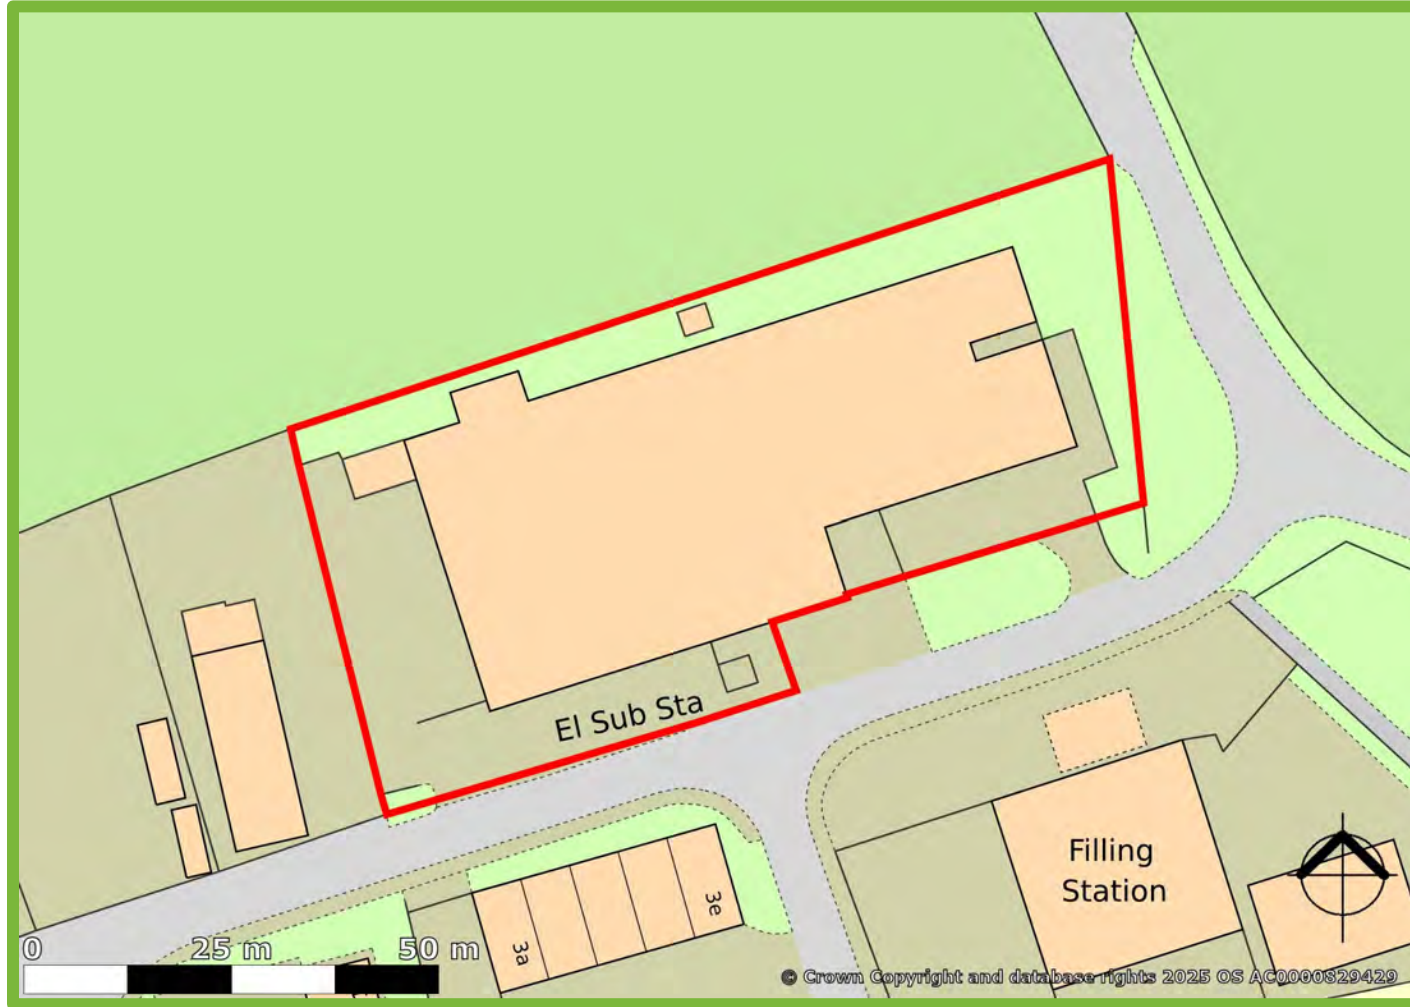 El Sub Sta
Filling
Station
3e
3a
0 25 m 50 m
© Crown Copyright and database rights 2025 OS AC0000829429